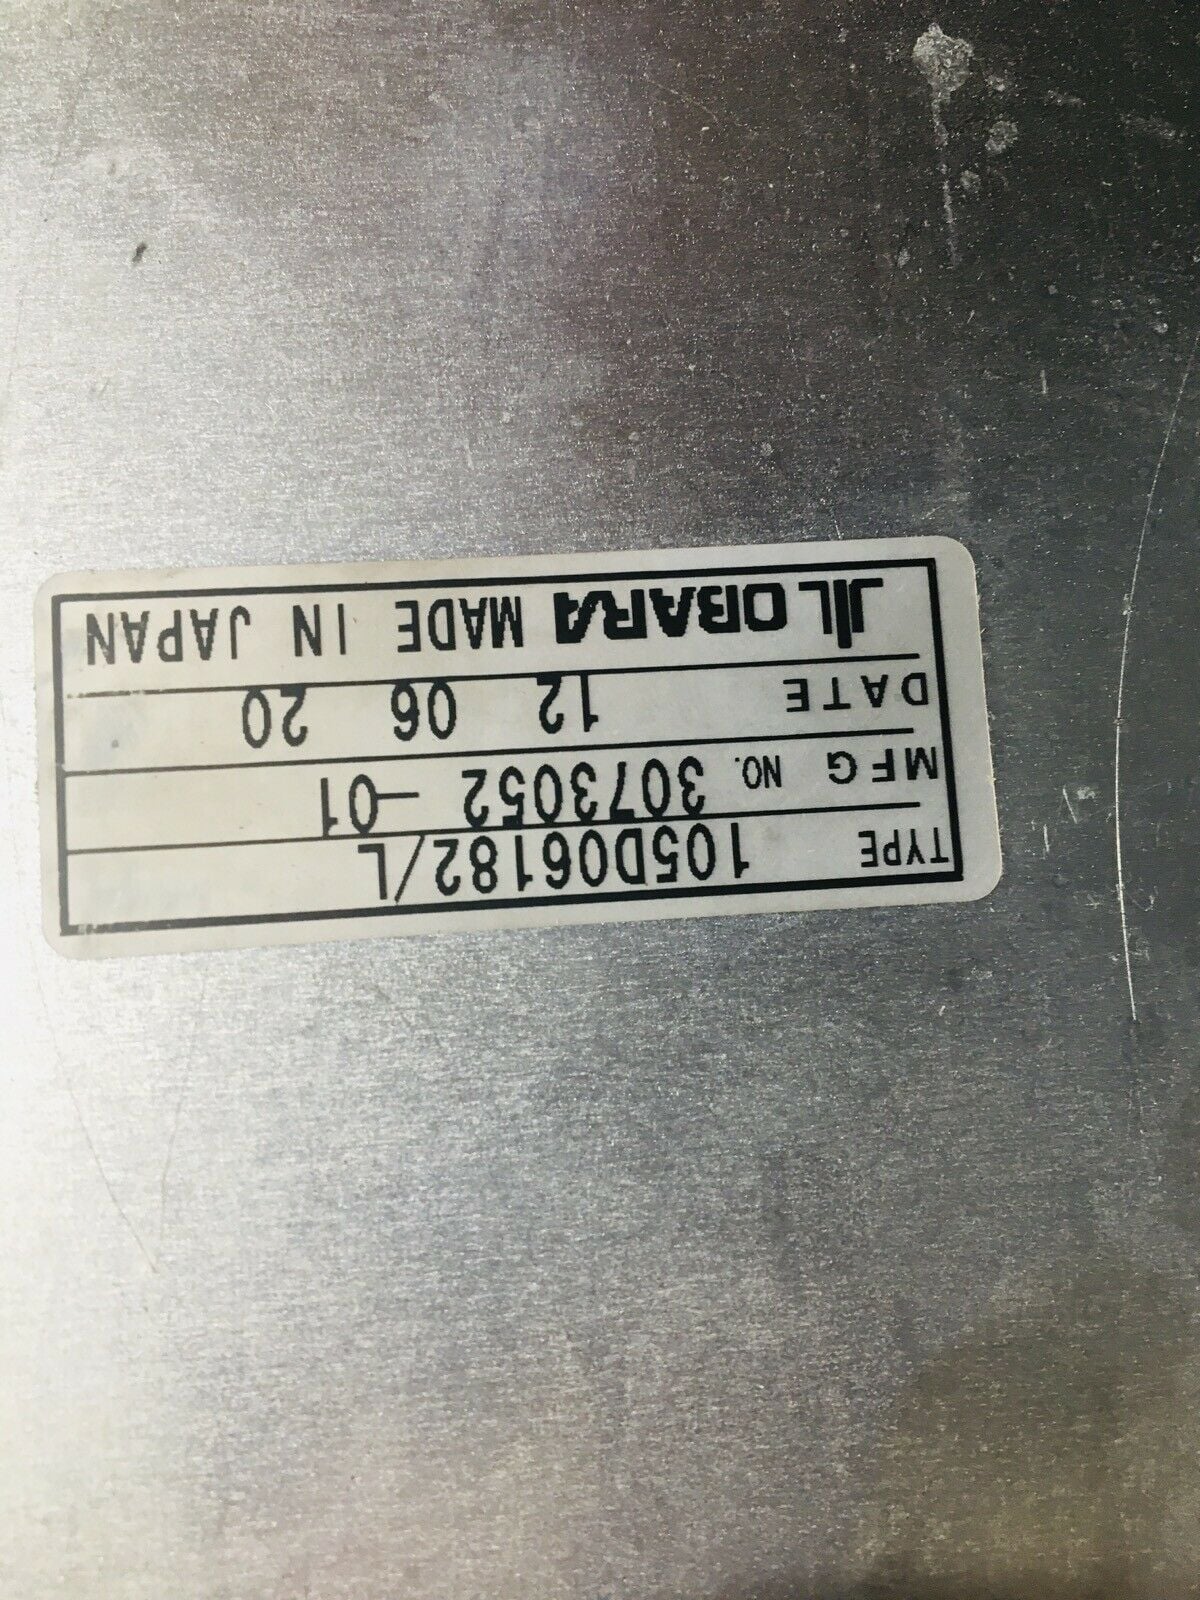 TYPE 105D06182/L
MFG NO. 3073052 -01
DATE 12 06 20
OBARA MADE IN JAPAN